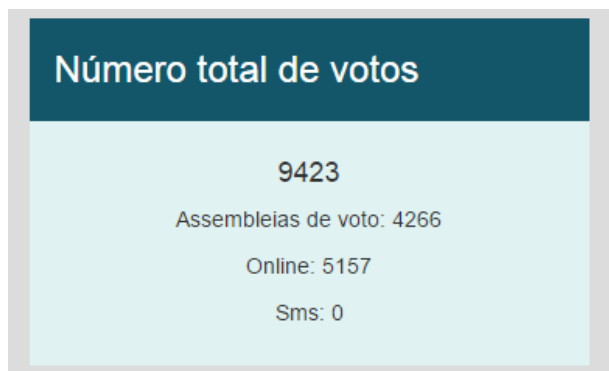 Número total de votos
9423
Assembleias de voto: 4266
Online: 5157
Sms: 0